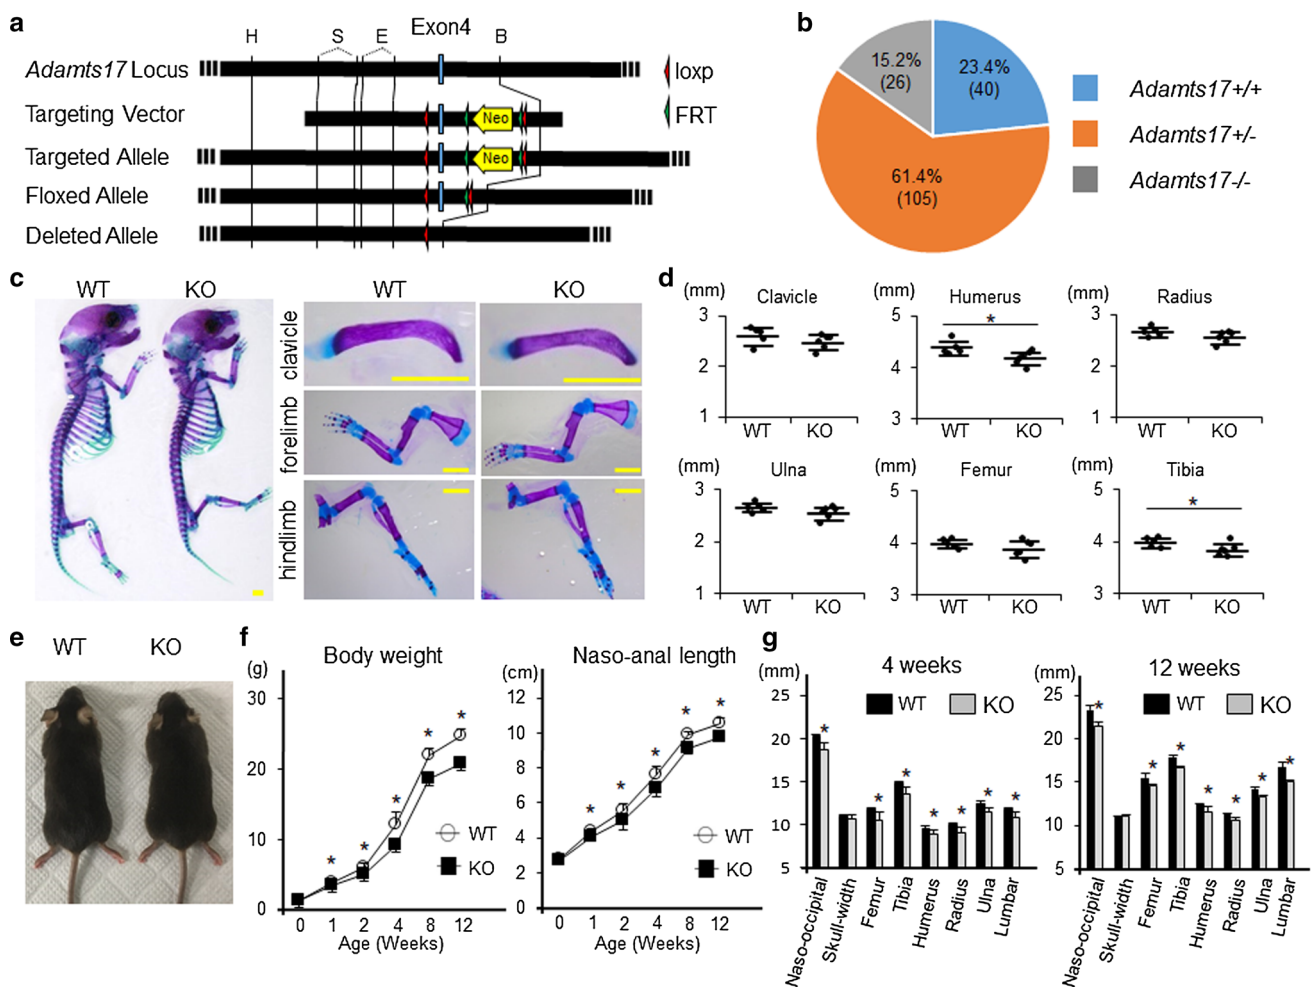 a
Exon4
H S E B
Adamts17 Locus
loxp
Targeting Vector
Neo
FRT
Targeted Allele
Neo
Floxed Allele
Deleted Allele
b
15.2%
(26)
23.4%
(40)
61.4%
(105)
Adamts17+/+
Adamts17+/-
Adamts17-/-
c
WT KO
WT KO
clavicle
forelimb
hindlimb
d
(mm) Clavicle
3
2
1
WT KO
(mm) Humerus
5
*
4
3
WT KO
(mm) Radius
3
2
1
WT KO
(mm) Ulna
3
2
1
WT KO
(mm) Femur
5
4
3
WT KO
(mm) Tibia
5
*
4
3
WT KO
e
WT KO
f
(g) Body weight
30
20
10
0
* * * * *
WT
KO
0 1 2 4 8 12
Age (Weeks)
(cm) Naso-anal length
12
10
8
6
4
2
0
* * * * *
WT
KO
0 1 2 4 8 12
Age (Weeks)
g
(mm) 4 weeks
WT KO
25
20
15
10
5
* * * * * * *
Naso-occipital
Skull-width
Femur
Tibia
Humerus
Radius
Ulna
Lumbar
(mm) 12 weeks
WT KO
25
20
15
10
5
* * * * * * *
Naso-occipital
Skull-width
Femur
Tibia
Humerus
Radius
Ulna
Lumbar